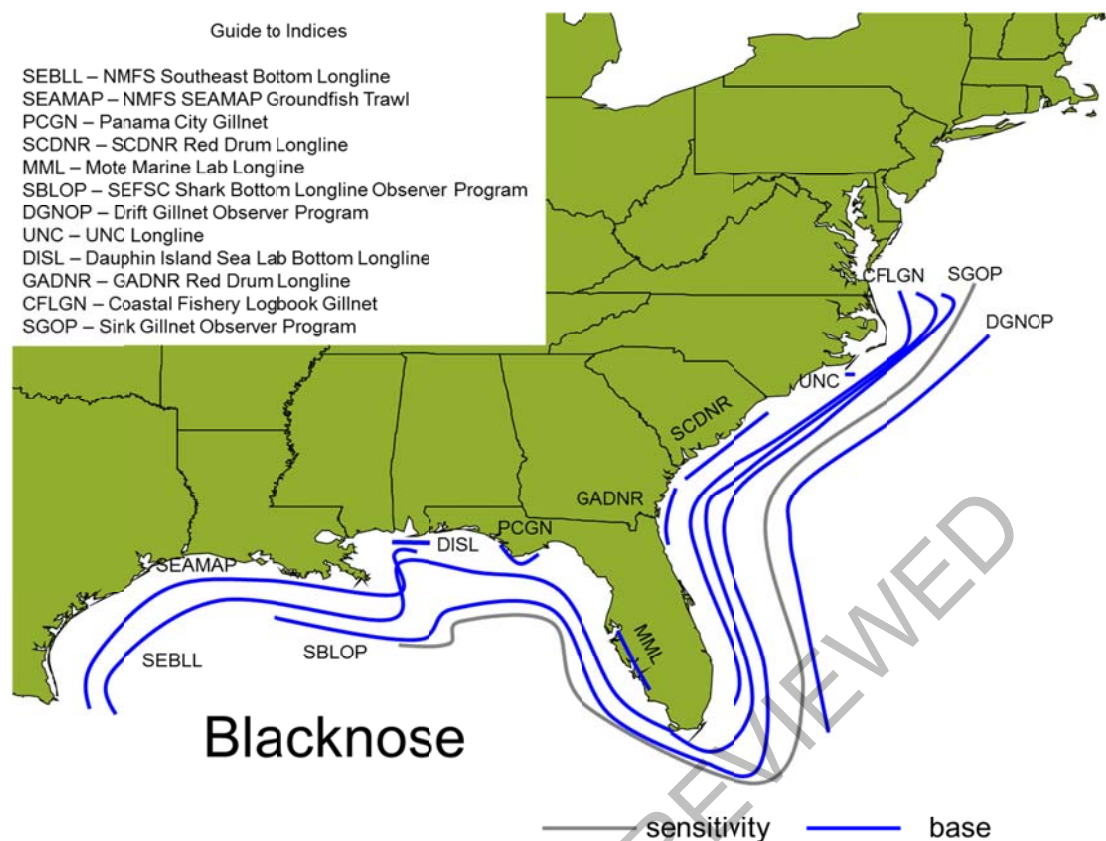 Guide to Indices
SEBLL – NMFS Southeast Bottom Longline
SEAMAP – NMFS SEAMAP Groundfish Trawl
PCGN – Panama City Gillnet
SCDNR – SCDNR Red Drum Longline
MML – Mote Marine Lab Longline
SBLOP – SEFSC Shark Bottom Longline Observer Program
DGNOP – Drift Gillnet Observer Program
UNC – UNC Longline
DISL – Dauphin Island Sea Lab Bottom Longline
GADNR – GADNR Red Drum Longline
CFLGN – Coastal Fishery Logbook Gillnet
SGOP – Sink Gillnet Observer Program
CFLGN
SGOP
DGNOP
UNC
SCDNR
GADNR
PCGN
DISL
SEAMAP
MML
SBLOP
SEBLL
Blacknose
REVIEWED
sensitivity
base